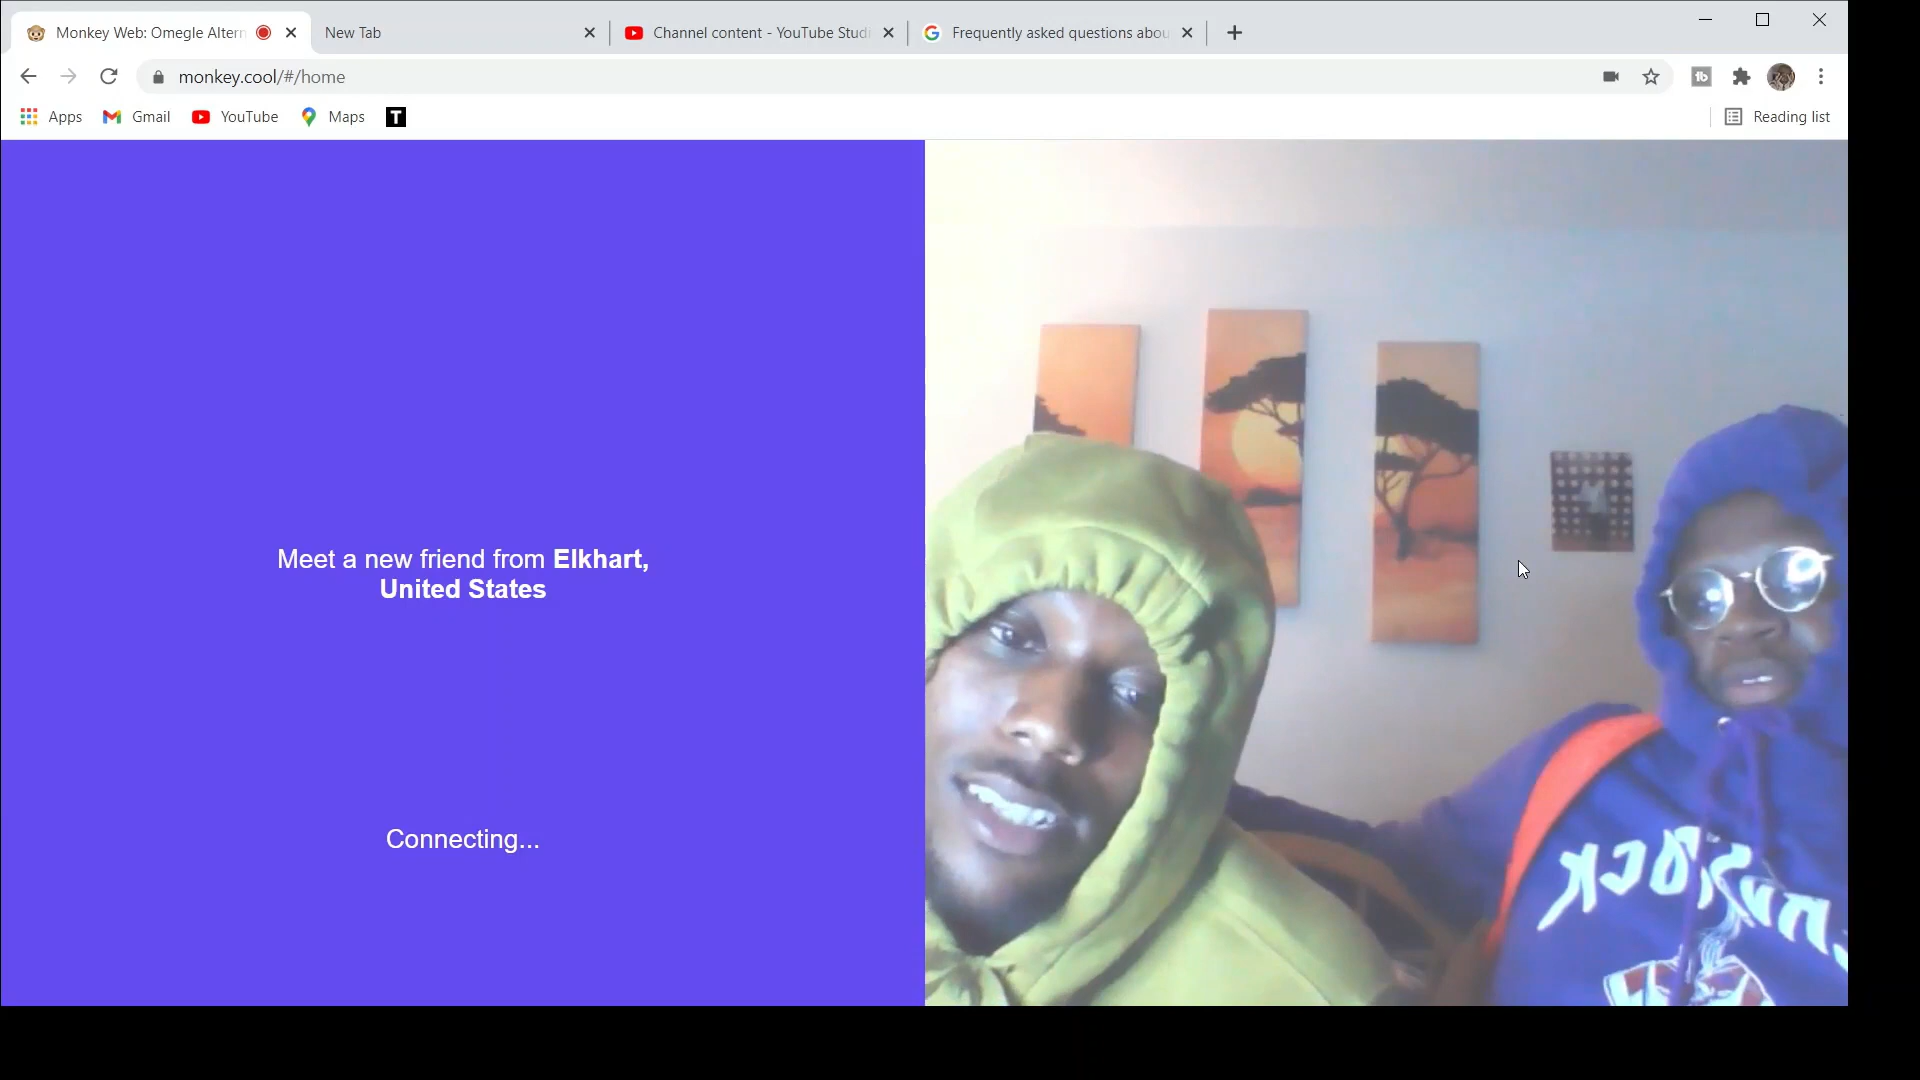 Monkey Web: Omegle Altern
New Tab
Channel content - YouTube Studi
Frequently asked questions abou
monkey.cool/#/home
tb
Apps
Gmail
YouTube
Maps
T
Reading list
Meet a new friend from Elkhart,
United States
Connecting...